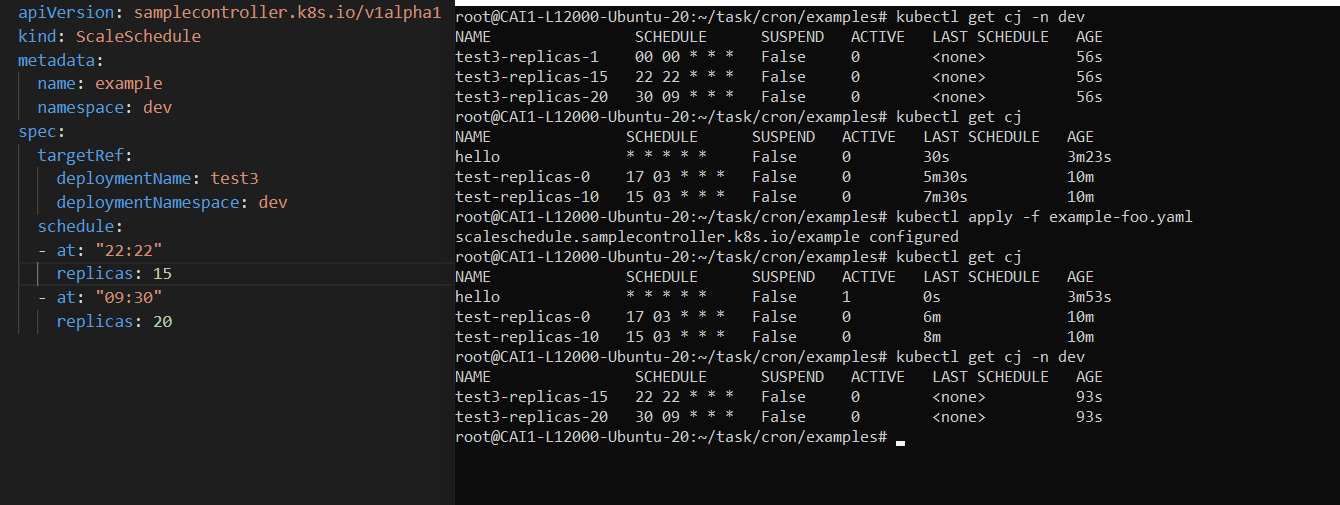 apiVersion: samplecontroller.k8s.io/v1alpha1
kind: ScaleSchedule
metadata:
  name: example
  namespace: dev
spec:
  targetRef:
    deploymentName: test3
    deploymentNamespace: dev
  schedule:
  - at: "22:22"
    replicas: 15
  - at: "09:30"
    replicas: 20
root@CAI1-L12000-Ubuntu-20:~/task/cron/examples# kubectl get cj -n dev
NAME                SCHEDULE      SUSPEND   ACTIVE   LAST SCHEDULE   AGE
test3-replicas-1    00 00 * * *   False     0        <none>          56s
test3-replicas-15   22 22 * * *   False     0        <none>          56s
test3-replicas-20   30 09 * * *   False     0        <none>          56s
root@CAI1-L12000-Ubuntu-20:~/task/cron/examples# kubectl get cj
NAME               SCHEDULE      SUSPEND   ACTIVE   LAST SCHEDULE   AGE
hello              * * * * *     False     0        30s             3m23s
test-replicas-0    17 03 * * *   False     0        5m30s           10m
test-replicas-10   15 03 * * *   False     0        7m30s           10m
root@CAI1-L12000-Ubuntu-20:~/task/cron/examples# kubectl apply -f example-foo.yaml
scaleschedule.samplecontroller.k8s.io/example configured
root@CAI1-L12000-Ubuntu-20:~/task/cron/examples# kubectl get cj
NAME               SCHEDULE      SUSPEND   ACTIVE   LAST SCHEDULE   AGE
hello              * * * * *     False     1        0s              3m53s
test-replicas-0    17 03 * * *   False     0        6m              10m
test-replicas-10   15 03 * * *   False     0        8m              10m
root@CAI1-L12000-Ubuntu-20:~/task/cron/examples# kubectl get cj -n dev
NAME                SCHEDULE      SUSPEND   ACTIVE   LAST SCHEDULE   AGE
test3-replicas-15   22 22 * * *   False     0        <none>          93s
test3-replicas-20   30 09 * * *   False     0        <none>          93s
root@CAI1-L12000-Ubuntu-20:~/task/cron/examples#